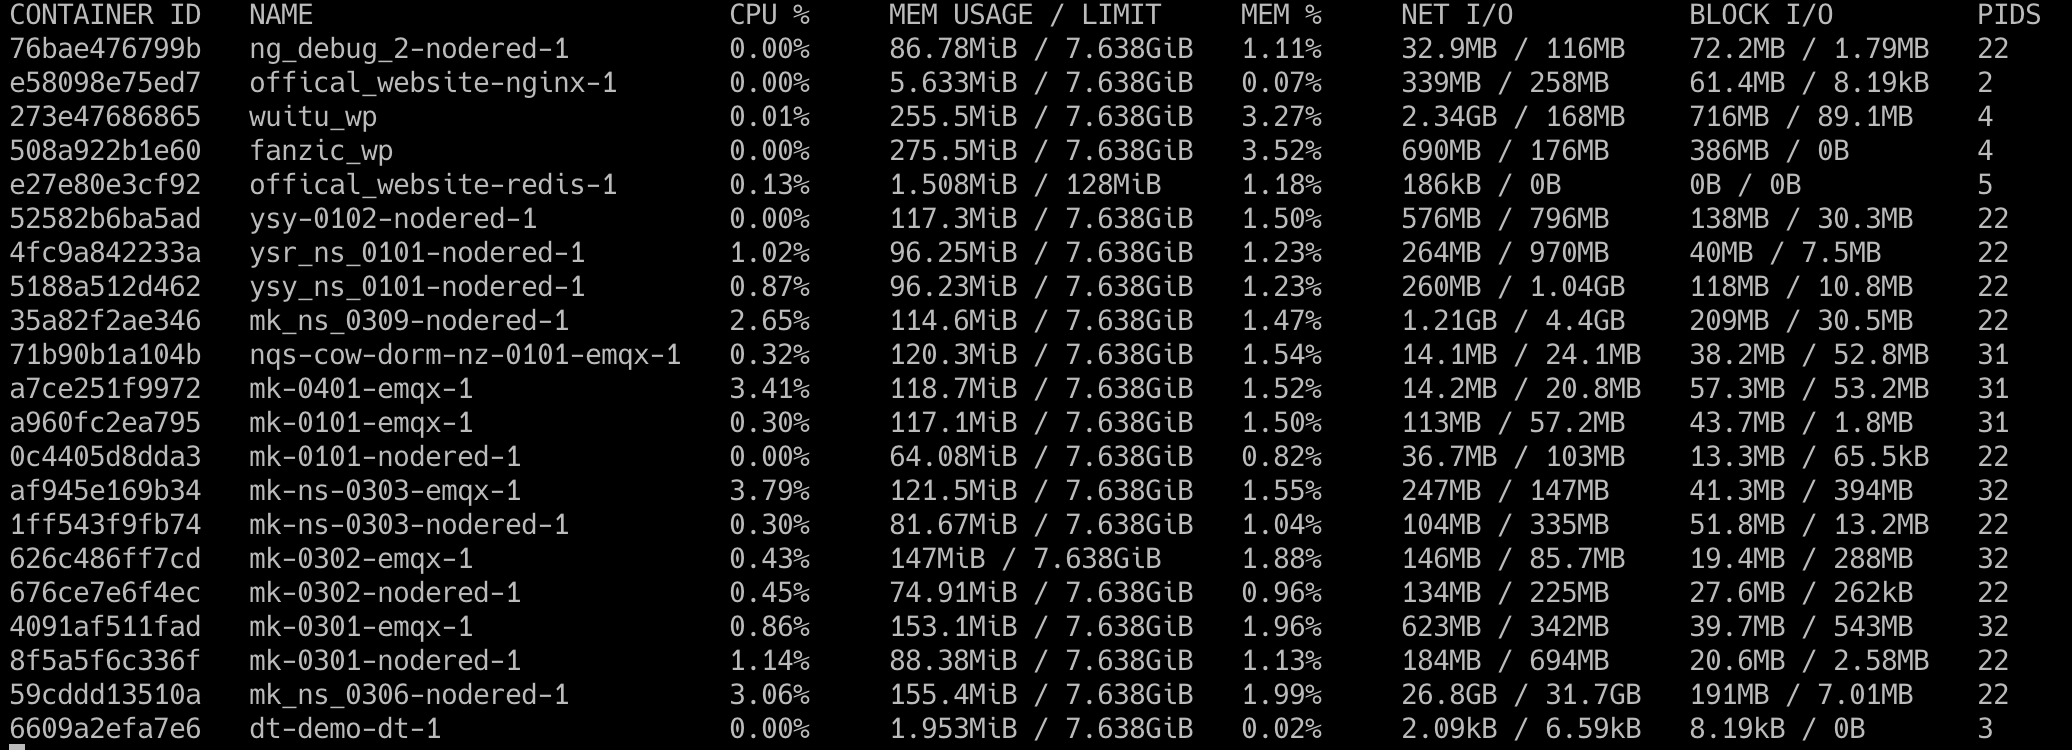 CONTAINER ID   NAME                          CPU %     MEM USAGE / LIMIT     MEM %     NET I/O           BLOCK I/O         PIDS
76bae476799b   ng_debug_2-nodered-1          0.00%     86.78MiB / 7.638GiB   1.11%     32.9MB / 116MB    72.2MB / 1.79MB   22
e58098e75ed7   offical_website-nginx-1       0.00%     5.633MiB / 7.638GiB   0.07%     339MB / 258MB     61.4MB / 8.19kB   2
273e47686865   wuitu_wp                      0.01%     255.5MiB / 7.638GiB   3.27%     2.34GB / 168MB    716MB / 89.1MB    4
508a922b1e60   fanzic_wp                     0.00%     275.5MiB / 7.638GiB   3.52%     690MB / 176MB     386MB / 0B        4
e27e80e3cf92   offical_website-redis-1       0.13%     1.508MiB / 128MiB     1.18%     186kB / 0B        0B / 0B           5
52582b6ba5ad   ysy-0102-nodered-1            0.00%     117.3MiB / 7.638GiB   1.50%     576MB / 796MB     138MB / 30.3MB    22
4fc9a842233a   ysr_ns_0101-nodered-1         1.02%     96.25MiB / 7.638GiB   1.23%     264MB / 970MB     40MB / 7.5MB      22
5188a512d462   ysy_ns_0101-nodered-1         0.87%     96.23MiB / 7.638GiB   1.23%     260MB / 1.04GB    118MB / 10.8MB    22
35a82f2ae346   mk_ns_0309-nodered-1          2.65%     114.6MiB / 7.638GiB   1.47%     1.21GB / 4.4GB    209MB / 30.5MB    22
71b90b1a104b   nqs-cow-dorm-nz-0101-emqx-1   0.32%     120.3MiB / 7.638GiB   1.54%     14.1MB / 24.1MB   38.2MB / 52.8MB   31
a7ce251f9972   mk-0401-emqx-1                3.41%     118.7MiB / 7.638GiB   1.52%     14.2MB / 20.8MB   57.3MB / 53.2MB   31
a960fc2ea795   mk-0101-emqx-1                0.30%     117.1MiB / 7.638GiB   1.50%     113MB / 57.2MB    43.7MB / 1.8MB    31
0c4405d8dda3   mk-0101-nodered-1             0.00%     64.08MiB / 7.638GiB   0.82%     36.7MB / 103MB    13.3MB / 65.5kB   22
af945e169b34   mk-ns-0303-emqx-1             3.79%     121.5MiB / 7.638GiB   1.55%     247MB / 147MB     41.3MB / 394MB    32
1ff543f9fb74   mk-ns-0303-nodered-1          0.30%     81.67MiB / 7.638GiB   1.04%     104MB / 335MB     51.8MB / 13.2MB   22
626c486ff7cd   mk-0302-emqx-1                0.43%     147MiB / 7.638GiB     1.88%     146MB / 85.7MB    19.4MB / 288MB    32
676ce7e6f4ec   mk-0302-nodered-1             0.45%     74.91MiB / 7.638GiB   0.96%     134MB / 225MB     27.6MB / 262kB    22
4091af511fad   mk-0301-emqx-1                0.86%     153.1MiB / 7.638GiB   1.96%     623MB / 342MB     39.7MB / 543MB    32
8f5a5f6c336f   mk-0301-nodered-1             1.14%     88.38MiB / 7.638GiB   1.13%     184MB / 694MB     20.6MB / 2.58MB   22
59cddd13510a   mk_ns_0306-nodered-1          3.06%     155.4MiB / 7.638GiB   1.99%     26.8GB / 31.7GB   191MB / 7.01MB    22
6609a2efa7e6   dt-demo-dt-1                  0.00%     1.953MiB / 7.638GiB   0.02%     2.09kB / 6.59kB   8.19kB / 0B       3